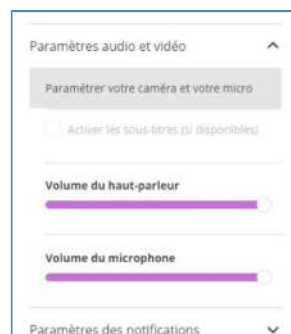 Paramètres audio et vidéo
Paramétrer votre caméra et votre micro
Activer les sous-titres (si disponibles)
Volume du haut-parleur
Volume du microphone
Paramètres des notifications